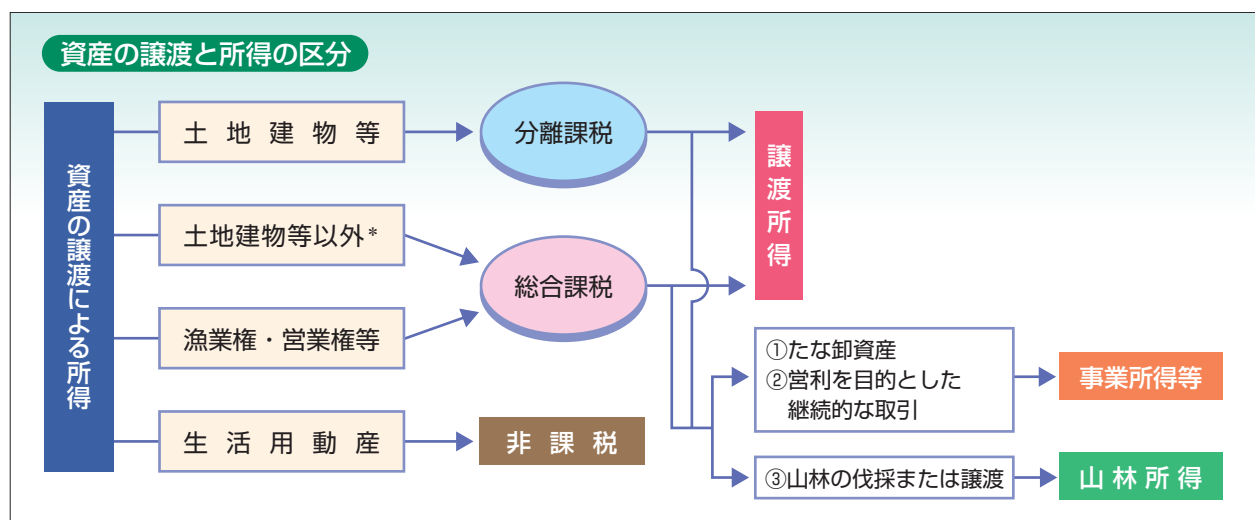 資産の譲渡と所得の区分
資産の譲渡による所得
土地建物等
分離課税
譲渡所得
土地建物等以外*
総合課税
漁業権・営業権等
①たな卸資産
②営利を目的とした
継続的な取引
事業所得等
生活用動産
非課税
③山林の伐採または譲渡
山林所得